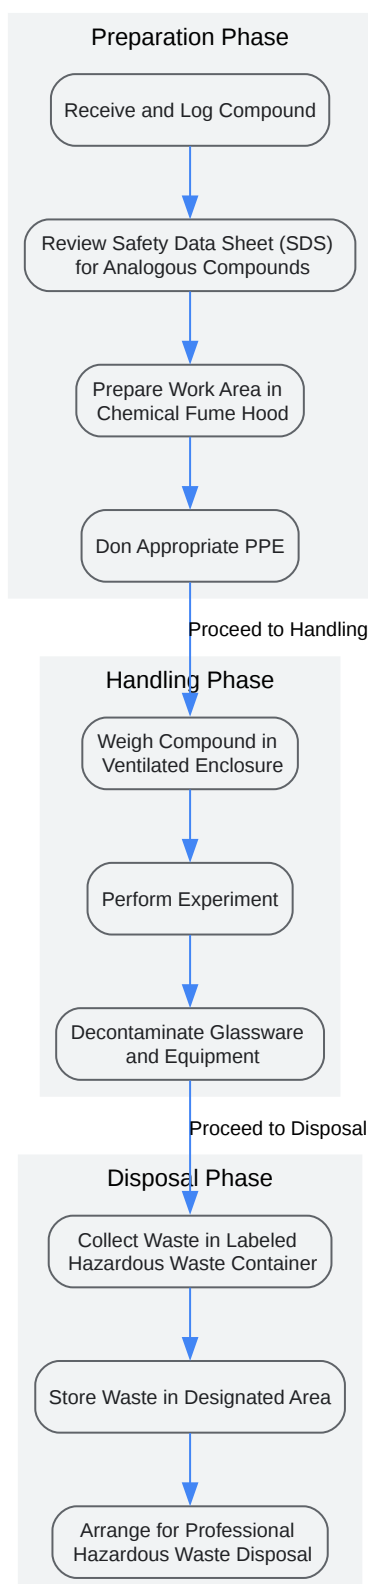 Preparation Phase
Receive and Log Compound
Review Safety Data Sheet (SDS)
for Analogous Compounds
Prepare Work Area in
Chemical Fume Hood
Don Appropriate PPE
Proceed to Handling
Handling Phase
Weigh Compound in
Ventilated Enclosure
Perform Experiment
Decontaminate Glassware
and Equipment
Proceed to Disposal
Disposal Phase
Collect Waste in Labeled
Hazardous Waste Container
Store Waste in Designated Area
Arrange for Professional
Hazardous Waste Disposal